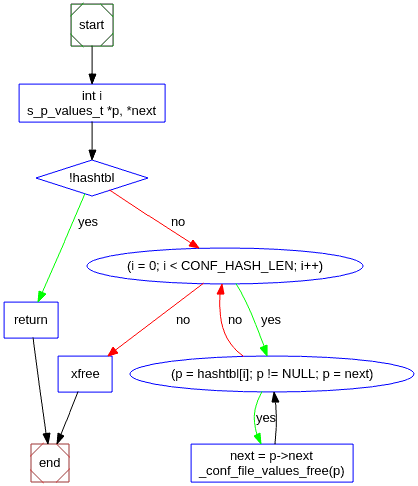 start
int i
s_p_values_t *p, *next
!hashtbl
yes
no
(i = 0; i < CONF_HASH_LEN; i++)
return
no
no
yes
xfree
(p = hashtbl[i]; p != NULL; p = next)
yes
end
next = p->next
_conf_file_values_free(p)